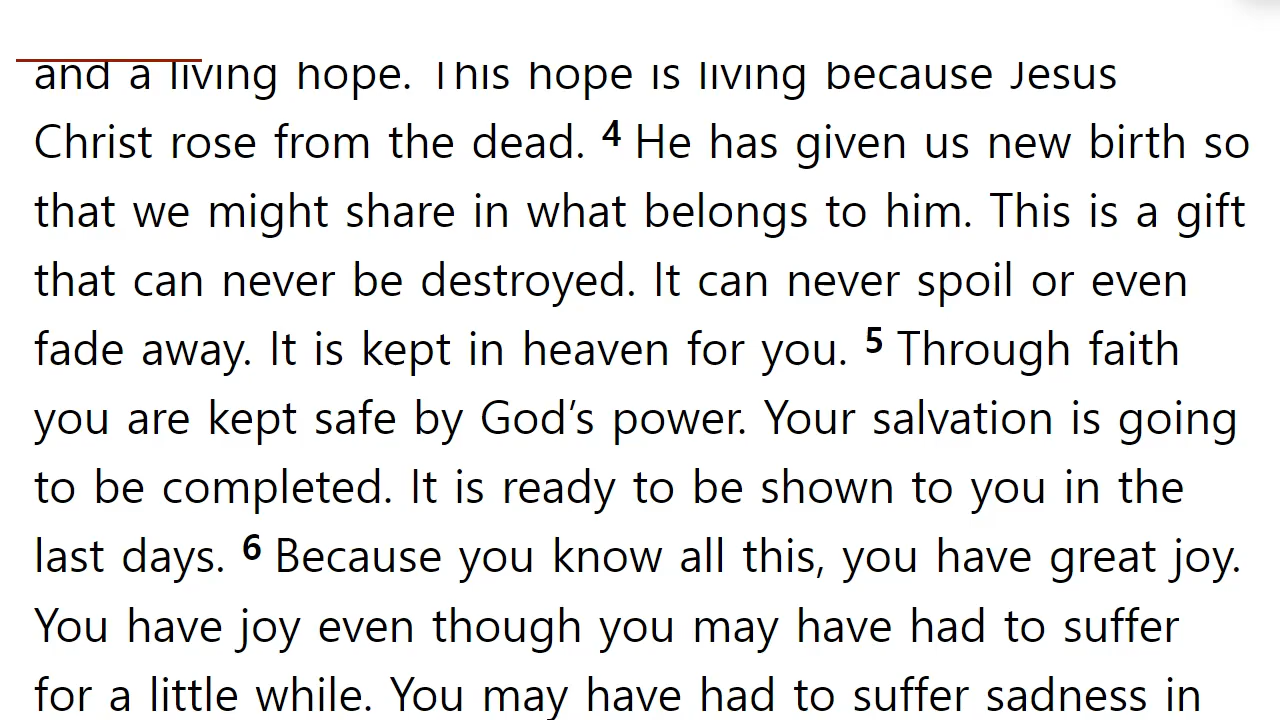 and a living hope. This hope is living because Jesus
Christ rose from the dead. 4 He has given us new birth so
that we might share in what belongs to him. This is a gift
that can never be destroyed. It can never spoil or even
fade away. It is kept in heaven for you. 5 Through faith
you are kept safe by God’s power. Your salvation is going
to be completed. It is ready to be shown to you in the
last days. 6 Because you know all this, you have great joy.
You have joy even though you may have had to suffer
for a little while. You may have had to suffer sadness in